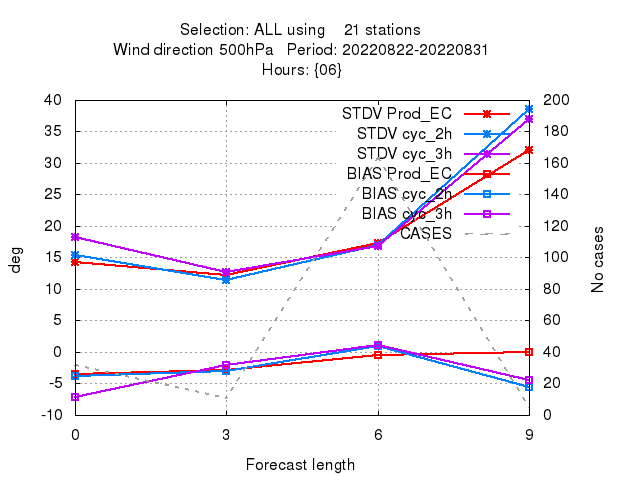 Selection: ALL using    21 stations
Wind direction 500hPa   Period: 20220822-20220831
Hours: {06}
STDV Prod_EC
STDV cyc_2h
STDV cyc_3h
BIAS Prod_EC
BIAS cyc_2h
BIAS cyc_3h
CASES
40
35
30
25
20
15
10
5
0
-5
-10
deg
200
180
160
140
120
100
80
60
40
20
0
No cases
0 3 6 9
Forecast length